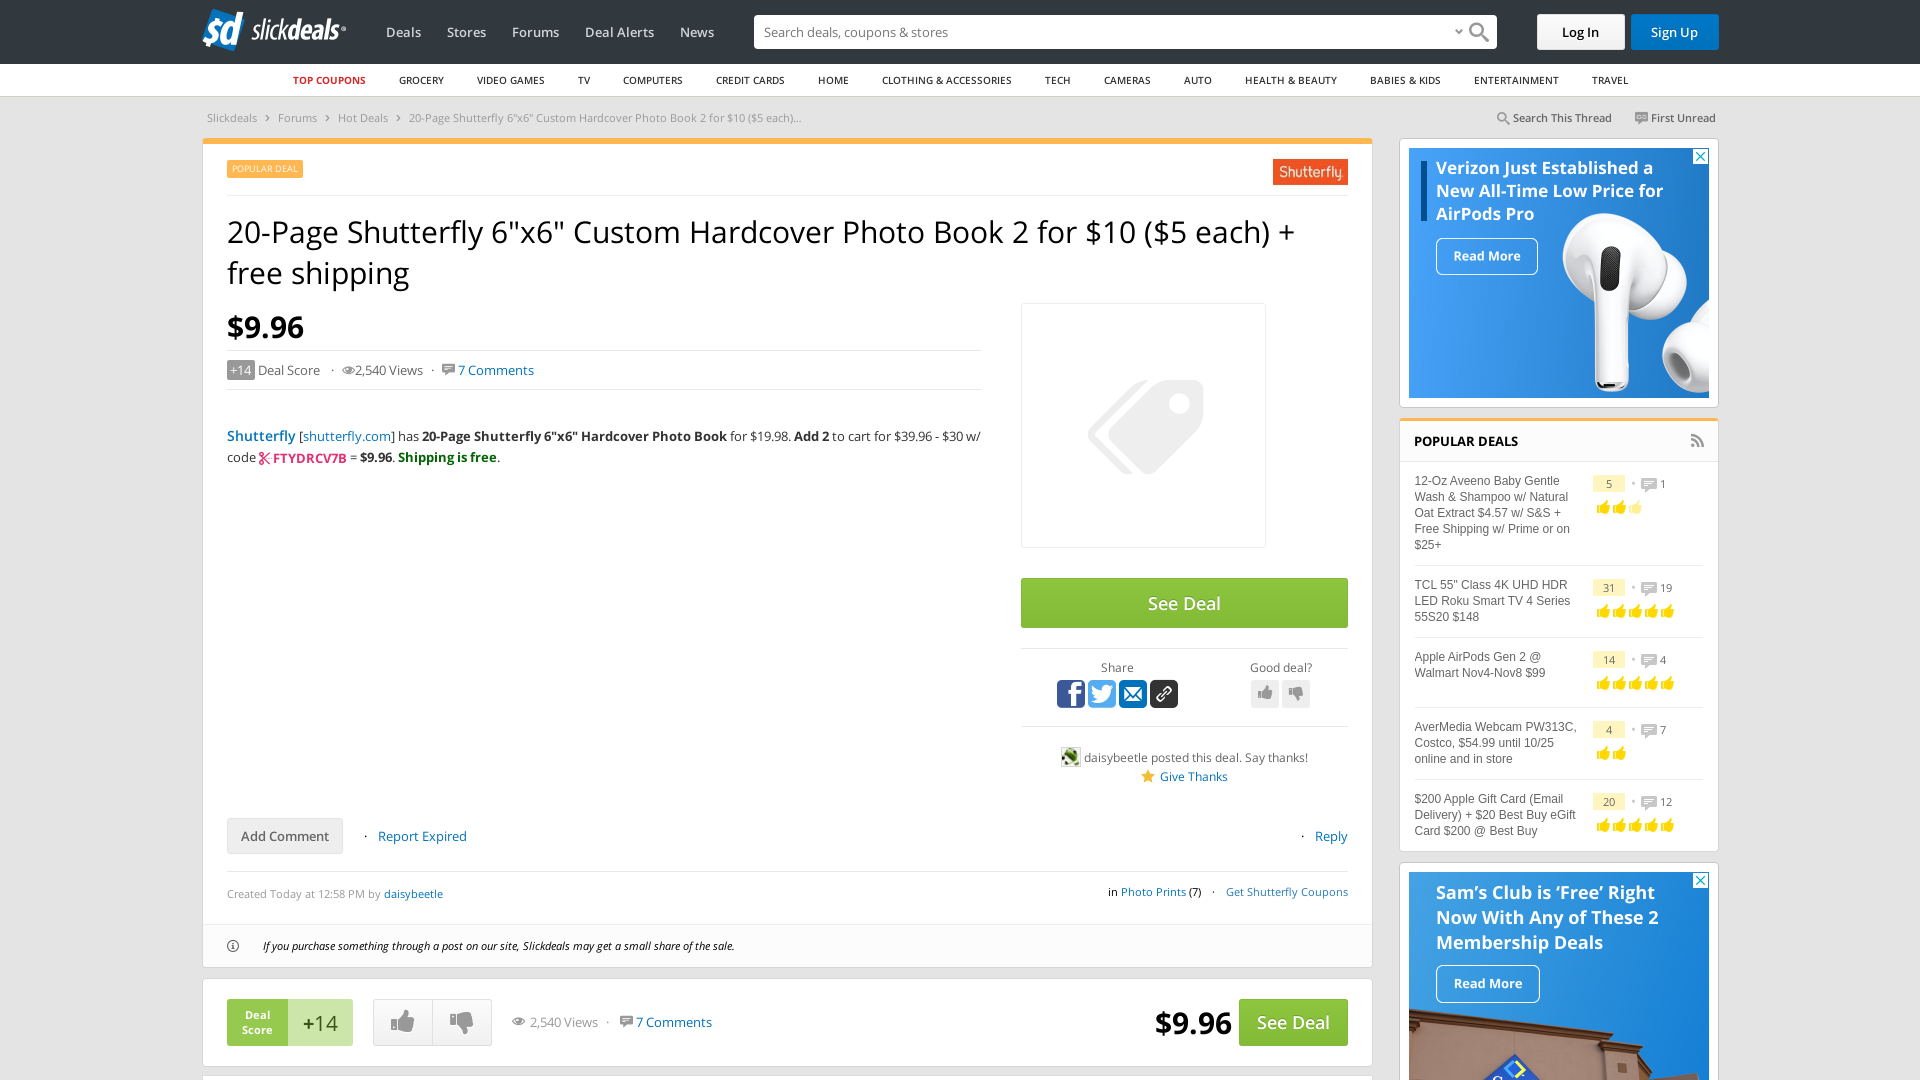 slickdeals
Deals Stores Forums Deal Alerts News
Search deals, coupons & stores
Log In Sign Up
TOP COUPONS GROCERY VIDEO GAMES TV COMPUTERS CREDIT CARDS HOME CLOTHING & ACCESSORIES TECH CAMERAS AUTO HEALTH & BEAUTY BABIES & KIDS ENTERTAINMENT TRAVEL
Slickdeals › Forums › Hot Deals › 20-Page Shutterfly 6"x6" Custom Hardcover Photo Book 2 for $10 ($5 each)...
Search This Thread First Unread
POPULAR DEAL
Shutterfly
20-Page Shutterfly 6"x6" Custom Hardcover Photo Book 2 for $10 ($5 each) +
free shipping
$9.96
+14 Deal Score · 2,540 Views · 7 Comments
Shutterfly [shutterfly.com] has 20-Page Shutterfly 6"x6" Hardcover Photo Book for $19.98. Add 2 to cart for $39.96 - $30 w/
code FTYDRCV7B = $9.96. Shipping is free.
See Deal
Share
Good deal?
daisybeetle posted this deal. Say thanks!
Give Thanks
Add Comment · Report Expired
· Reply
Created Today at 12:58 PM by daisybeetle
in Photo Prints (7) · Get Shutterfly Coupons
If you purchase something through a post on our site, Slickdeals may get a small share of the sale.
Deal
Score
+14
2,540 Views · 7 Comments
$9.96
See Deal
Verizon Just Established a
New All-Time Low Price for
AirPods Pro
Read More
POPULAR DEALS
12-Oz Aveeno Baby Gentle
Wash & Shampoo w/ Natural
Oat Extract $4.57 w/ S&S +
Free Shipping w/ Prime or on
$25+
5 • 1
TCL 55" Class 4K UHD HDR
LED Roku Smart TV 4 Series
55S20 $148
31 • 19
Apple AirPods Gen 2 @
Walmart Nov4-Nov8 $99
14 • 4
AverMedia Webcam PW313C,
Costco, $54.99 until 10/25
online and in store
4 • 7
$200 Apple Gift Card (Email
Delivery) + $20 Best Buy eGift
Card $200 @ Best Buy
20 • 12
Sam's Club is 'Free' Right
Now With Any of These 2
Membership Deals
Read More